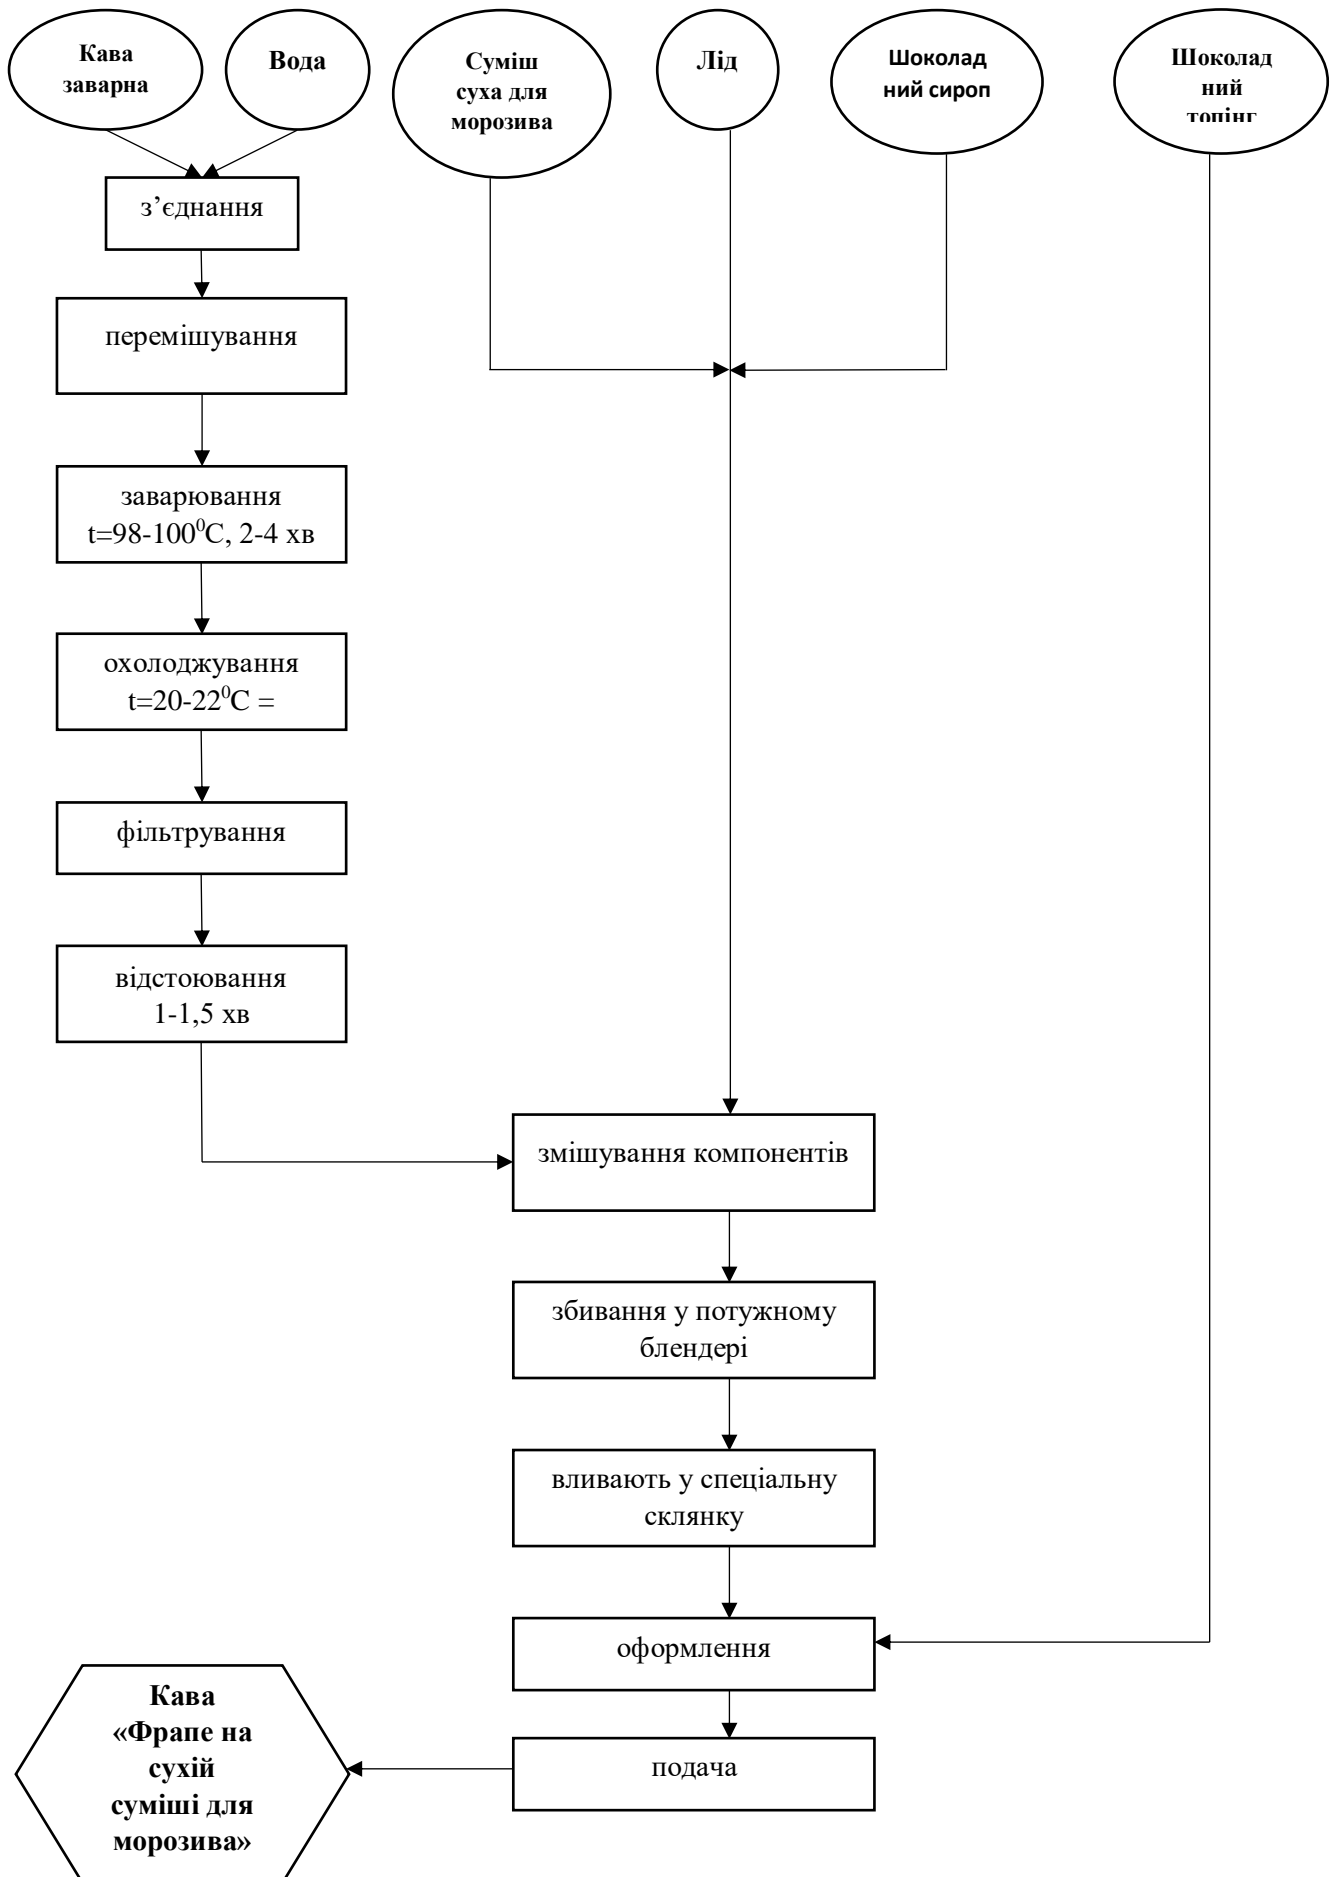 Кава
заварна
Вода
Суміш
суха для
морозива
Лід
Шоколад
ний сироп
Шоколад
ний
топінг
з’єднання
перемішування
заварювання
t=98-100⁰С, 2-4 хв
охолоджування
t=20-22⁰С =
фільтрування
відстоювання
1-1,5 хв
змішування компонентів
збивання у потужному
блендері
вливають у спеціальну
склянку
оформлення
подача
Кава
«Фрапе на
сухій
суміші для
морозива»